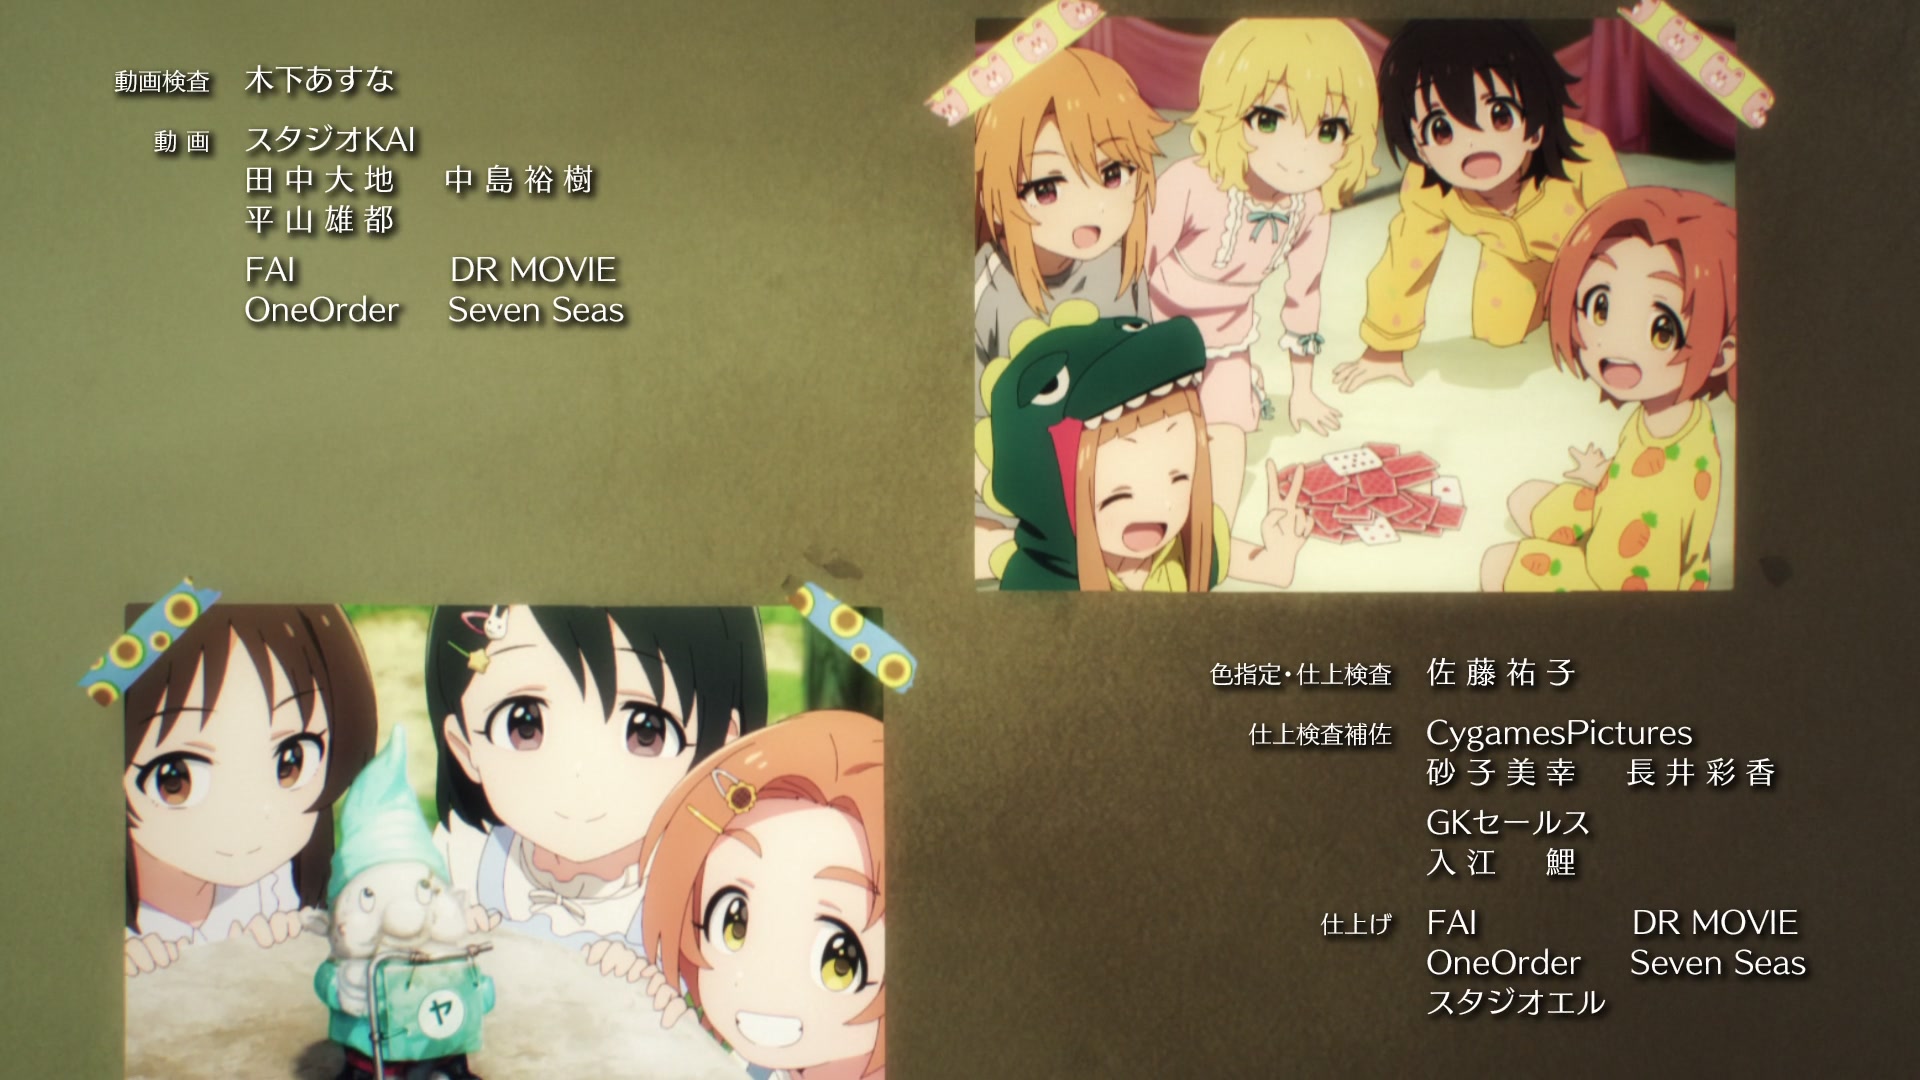 動画検査 木下あすな
動画 スタジオKAI
田中大地 中島裕樹
平山雄都
FAI DR MOVIE
OneOrder Seven Seas
ヤ
色指定・仕上検査 佐藤祐子
仕上検査補佐 CygamesPictures
砂子美幸 長井彩香
GKセールス
入江 鯉
仕上げ FAI DR MOVIE
OneOrder Seven Seas
スタジオエル